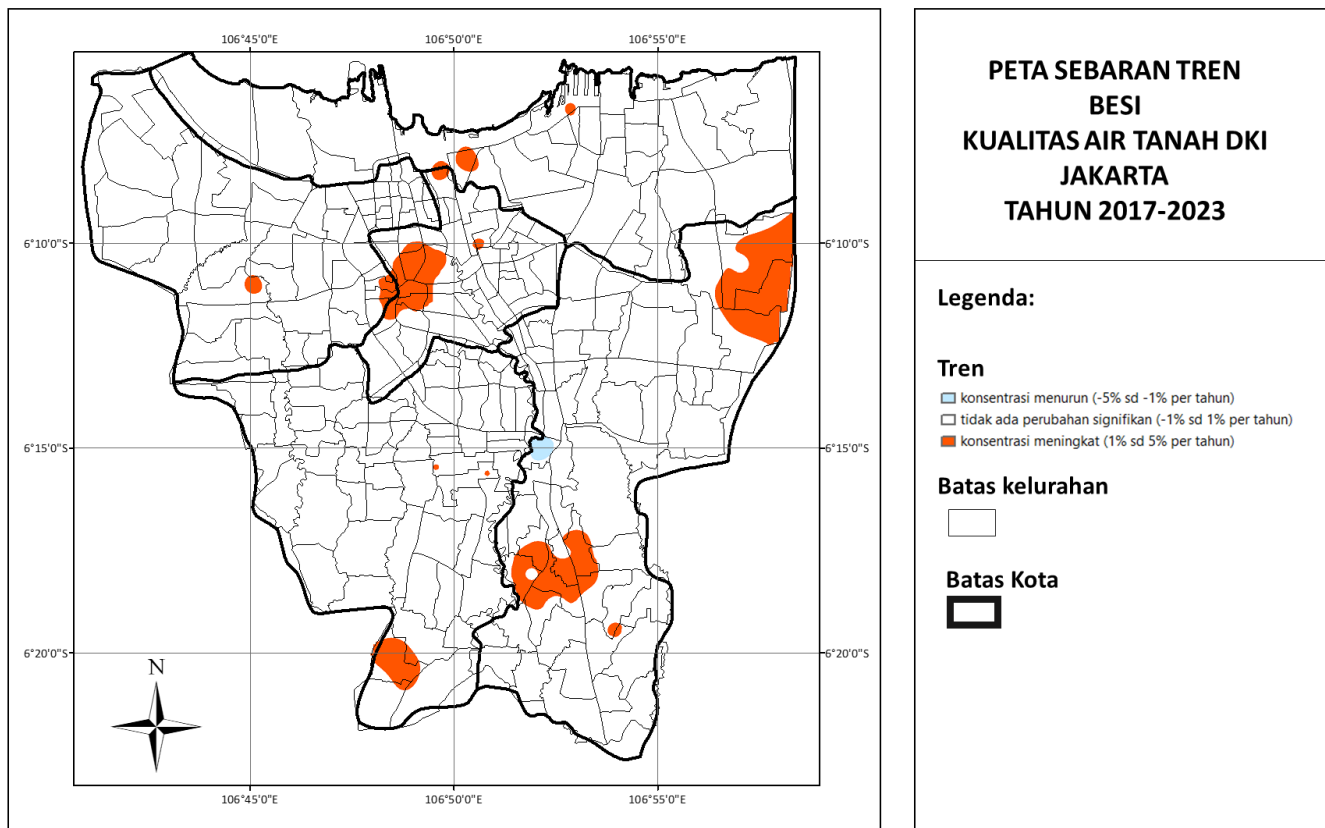 106°45'0"E 106°50'0"E 106°55'0"E
6°10'0"S 6°10'0"S
6°15'0"S 6°15'0"S
6°20'0"S 6°20'0"S
N
106°45'0"E 106°50'0"E 106°55'0"E
PETA SEBARAN TREN
BESI
KUALITAS AIR TANAH DKI
JAKARTA
TAHUN 2017-2023
Legenda:
Tren
konsentrasi menurun (-5% sd -1% per tahun)
tidak ada perubahan signifikan (-1% sd 1% per tahun)
konsentrasi meningkat (1% sd 5% per tahun)
Batas kelurahan
Batas Kota